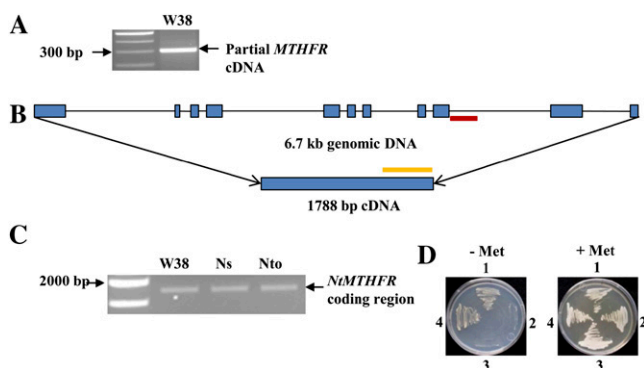 A
W38
300 bp
Partial MTHFR
cDNA
B
6.7 kb genomic DNA
1788 bp cDNA
C
W38 Ns Nto
2000 bp
NtMTHFR
coding region
D
- Met + Met
1 1
4 2 4 2
3 3